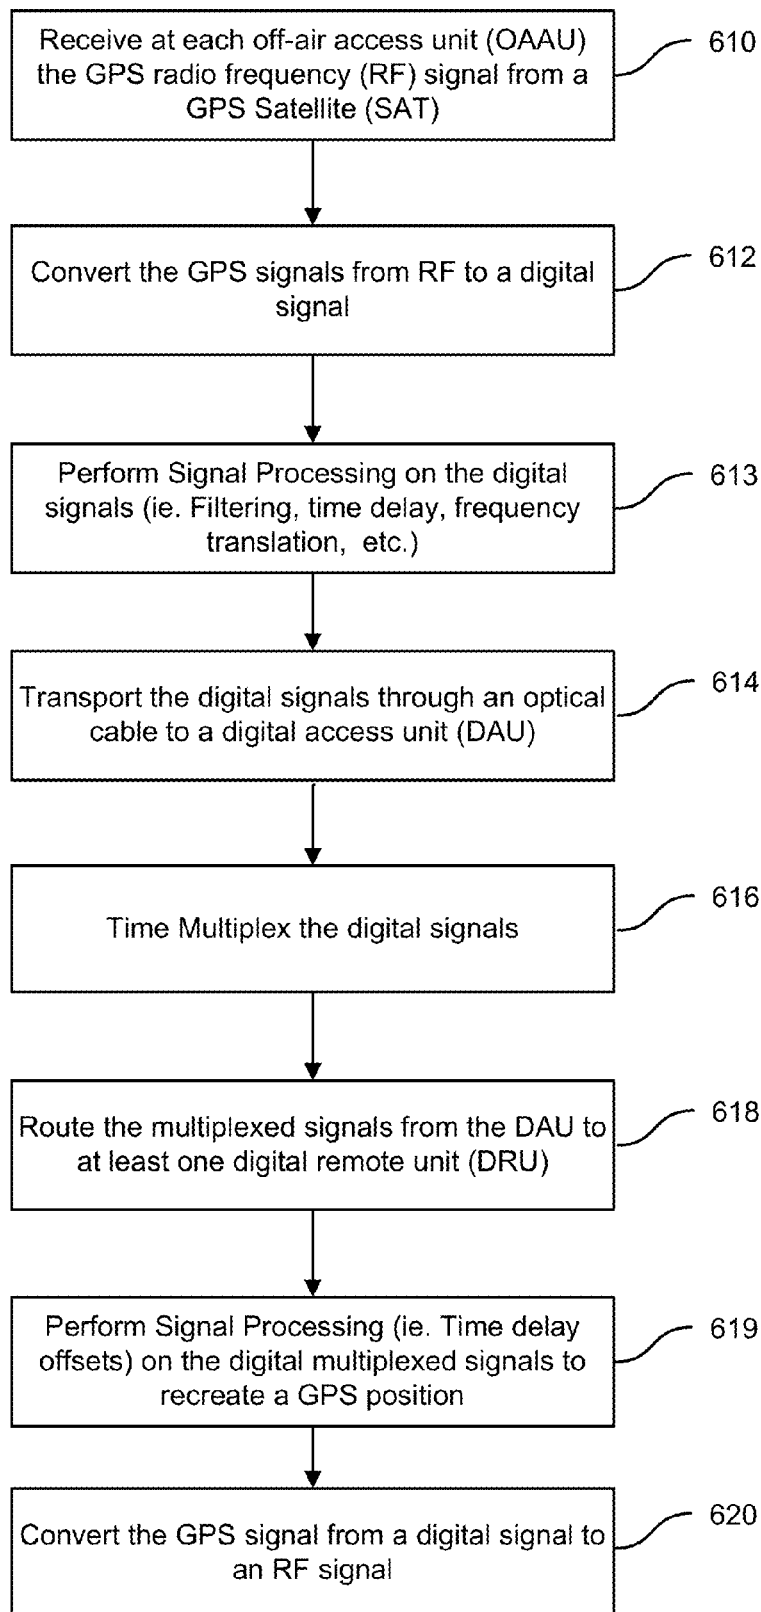 Receive at each off-air access unit (OAAU)
the GPS radio frequency (RF) signal from a
GPS Satellite (SAT)
610
Convert the GPS signals from RF to a digital
signal
612
Perform Signal Processing on the digital
signals (ie. Filtering, time delay, frequency
translation, etc.)
613
Transport the digital signals through an optical
cable to a digital access unit (DAU)
614
Time Multiplex the digital signals
616
Route the multiplexed signals from the DAU to
at least one digital remote unit (DRU)
618
Perform Signal Processing (ie. Time delay
offsets) on the digital multiplexed signals to
recreate a GPS position
619
Convert the GPS signal from a digital signal to
an RF signal
620